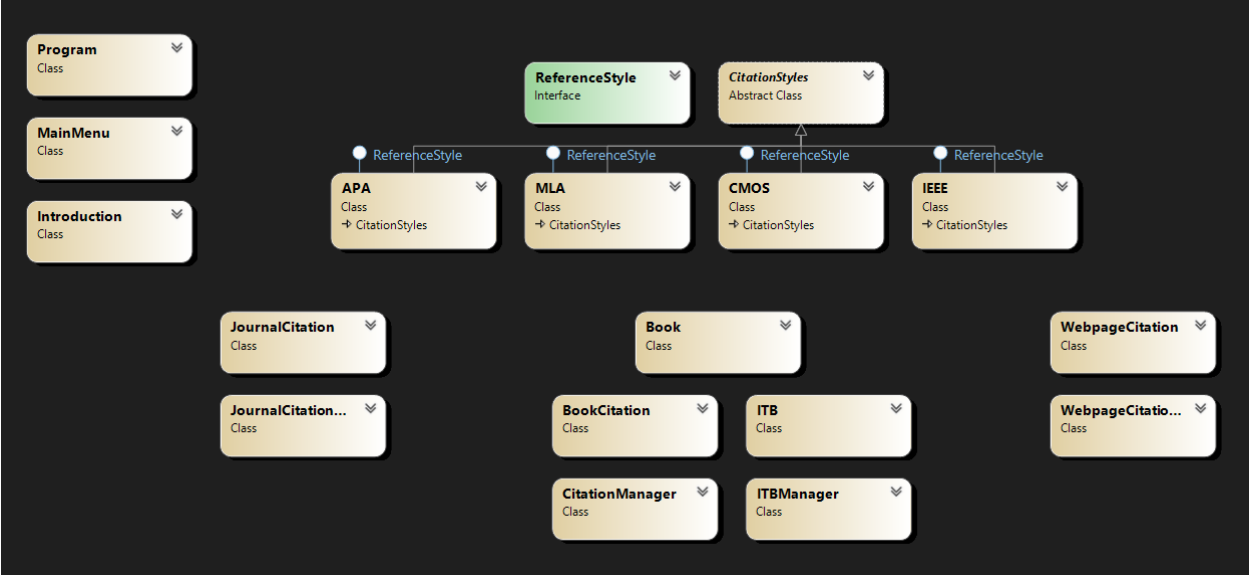 Program
Class
MainMenu
Class
Introduction
Class
ReferenceStyle
Interface
CitationStyles
Abstract Class
ReferenceStyle
ReferenceStyle
ReferenceStyle
ReferenceStyle
APA
Class
CitationStyles
MLA
Class
CitationStyles
CMOS
Class
CitationStyles
IEEE
Class
CitationStyles
JournalCitation
Class
Book
Class
WebpageCitation
Class
JournalCitation...
Class
BookCitation
Class
ITB
Class
WebpageCitatio...
Class
CitationManager
Class
ITBManager
Class